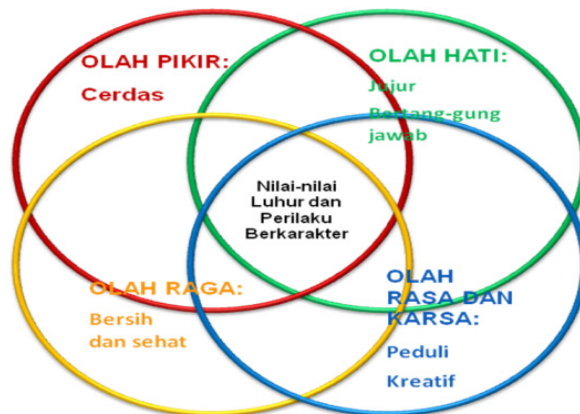 OLAH PIKIR:
Cerdas
OLAH HATI:
Jujur
Bertang-gung
jawab
Nilai-nilai
Luhur dan
Perilaku
Berkarakter
OLAH RAGA:
Bersih
dan sehat
OLAH
RASA DAN
KARSA:
Peduli
Kreatif